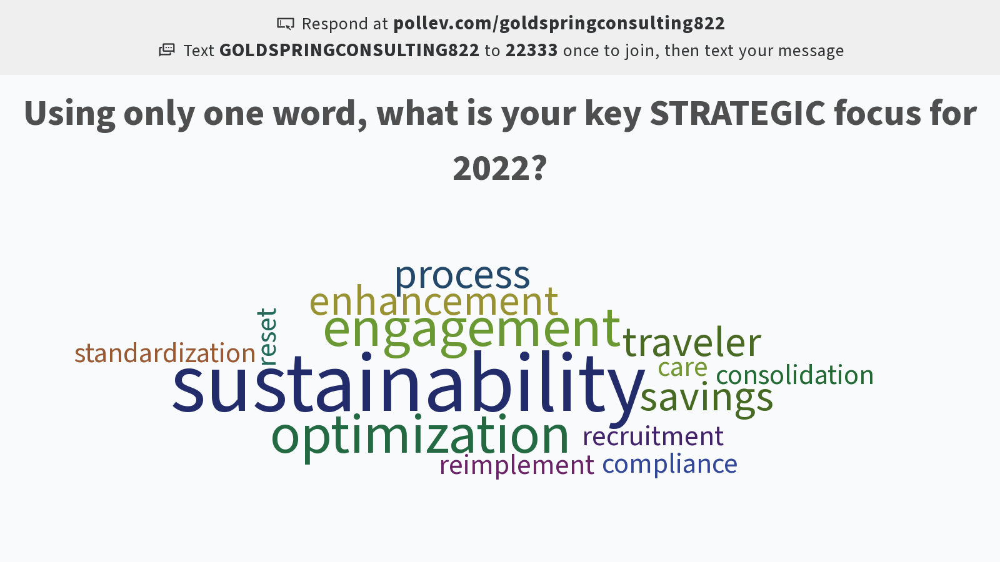 Respond at pollev.com/goldspringconsulting822
Text GOLDSPRINGCONSULTING822 to 22333 once to join, then text your message
Using only one word, what is your key STRATEGIC focus for
2022?
process
enhancement
engagement
reset
traveler
standardization
care
consolidation
sustainability
savings
optimization
recruitment
reimplement
compliance